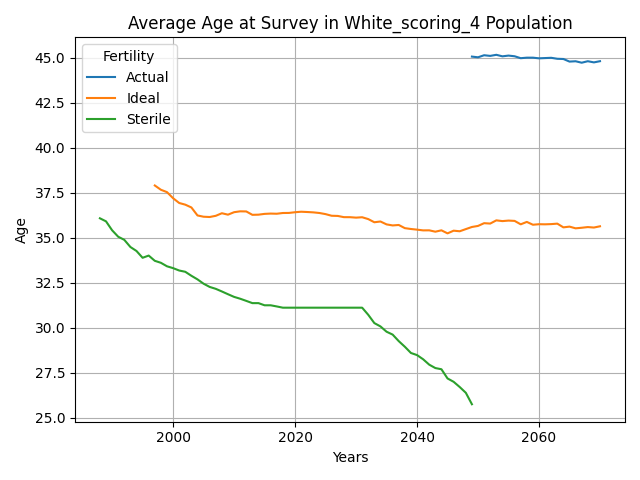 Average Age at Survey in White_scoring_4 Population
Fertility
Actual
Ideal
Sterile
Age
45.0
42.5
40.0
37.5
35.0
32.5
30.0
27.5
25.0
2000 2020 2040 2060
Years